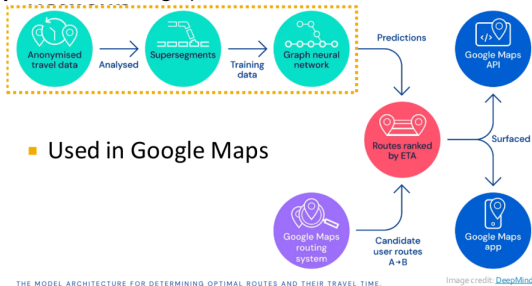 Anonymised
travel data
Analysed
Supersegments
Training
data
Graph neural
network
Predictions
Google Maps
API
Used in Google Maps
Routes ranked
by ETA
Surfaced
Google Maps
routing
system
Candidate
user routes
A→B
Google Maps
app
THE MODEL ARCHITECTURE FOR DETERMINING OPTIMAL ROUTES AND THEIR TRAVEL TIME.
Image credit: DeepMind